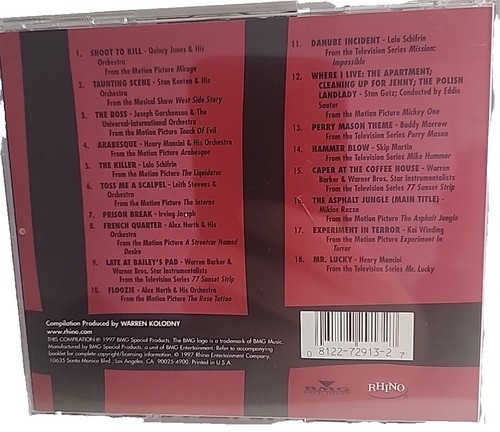 1. SHOOT TO KILL - Quincy Jones & His
Orchestra
From the Motion Picture Mirage
2. TAUNTING SCENE - Stan Kenton & His
Orchestra
From the Musical Show West Side Story
3. THE BOSS - Joseph Gershenson & The
Universal-International Orchestra
From the Motion Picture Touch Of Evil
4. ARABESQUE - Henry Mancini & His Orchestra
From the Motion Picture Arabesque
5. THE KILLER - Lalo Schifrin
From the Motion Picture The Liquidator
6. TOSS ME A SCALPEL - Leith Stevens &
Orchestra
From the Motion Picture The Interns
7. PRISON BREAK - Irving Joseph
8. FRENCH QUARTER - Alex North & His
Orchestra
From the Motion Picture A Streetcar Named
Desire
9. LATE AT BAILEY'S PAD - Warren Barker &
Warren Bros. Star Instrumentalists
From the Television Series 77 Sunset Strip
10. FLOOZIE - Alex North & His Orchestra
From the Motion Picture The Rose Tattoo
11. DANUBE INCIDENT - Lalo Schifrin
From the Television Series Mission:
Impossible
12. WHERE I LIVE: THE APARTMENT;
CLEANING UP FOR JENNY; THE POLISH
LANDLADY - Stan Getz; Conducted by Eddie
Sauter
From the Motion Picture Mickey One
13. PERRY MASON THEME - Buddy Morrow
From the Television Series Perry Mason
14. HAMMER BLOW - Skip Martin
From the Television Series Mike Hammer
15. CAPER AT THE COFFEE HOUSE - Warren
Barker & Warner Bros. Star Instrumentalists
From the Television Series 77 Sunset Strip
16. THE ASPHALT JUNGLE (MAIN TITLE) -
Miklos Rozsa
From the Motion Picture The Asphalt Jungle
17. EXPERIMENT IN TERROR - Kai Winding
From the Motion Picture Experiment In
Terror
18. MR. LUCKY - Henry Mancini
From the Television Series Mr. Lucky
Compilation Produced by WARREN KOLODNY
www.rhino.com
THIS COMPILATION ℗ 1997 BMG Special Products. The BMG logo is a trademark of BMG Music.
Manufactured by BMG Special Products, a unit of BMG Entertainment. Refer to accompanying
booklet for complete copyright/licensing information. © 1997 Rhino Entertainment Company,
10635 Santa Monica Blvd., Los Angeles, CA 90025-4900. Printed in U.S.A.
0 8122-72913-2 7
BMG
SPECIAL PRODUCTS
RHINO